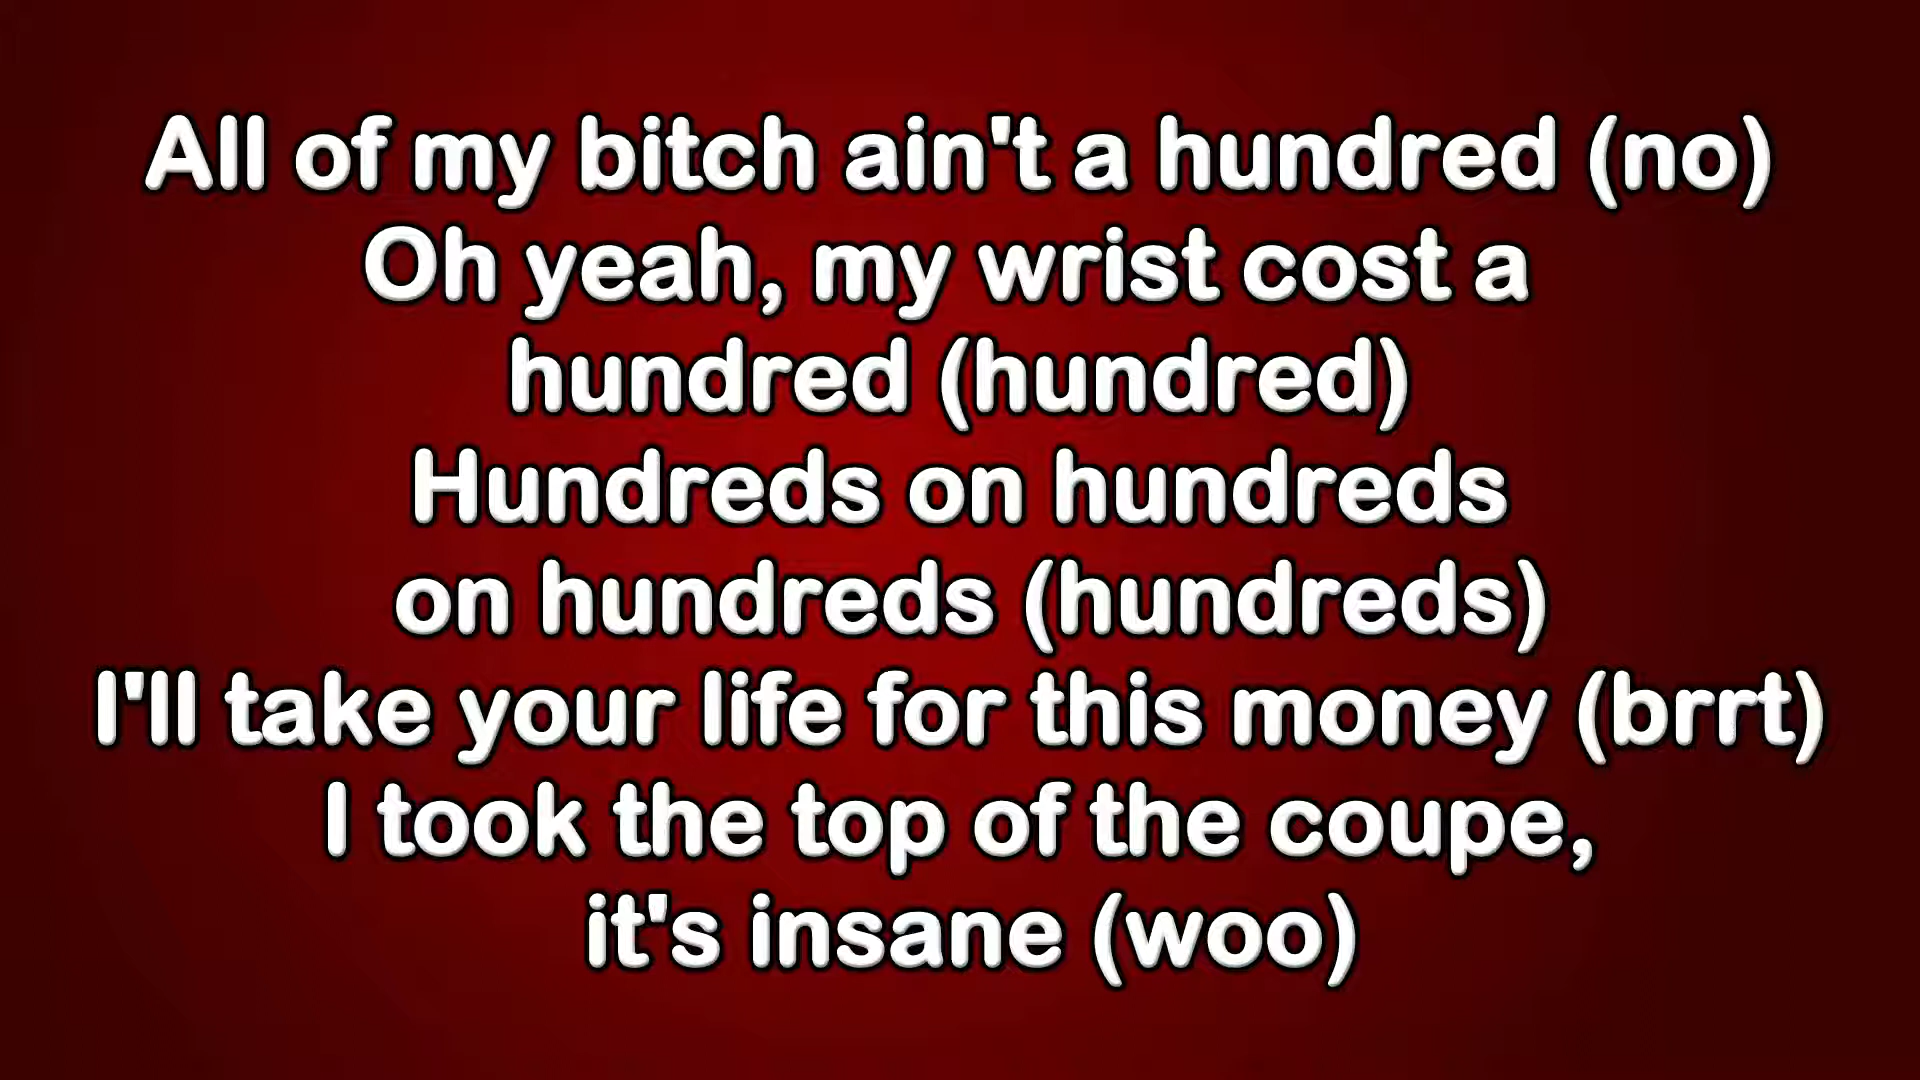 All of my bitch ain't a hundred (no)
Oh yeah, my wrist cost a
hundred (hundred)
Hundreds on hundreds
on hundreds (hundreds)
I'll take your life for this money (brrt)
I took the top of the coupe,
it's insane (woo)